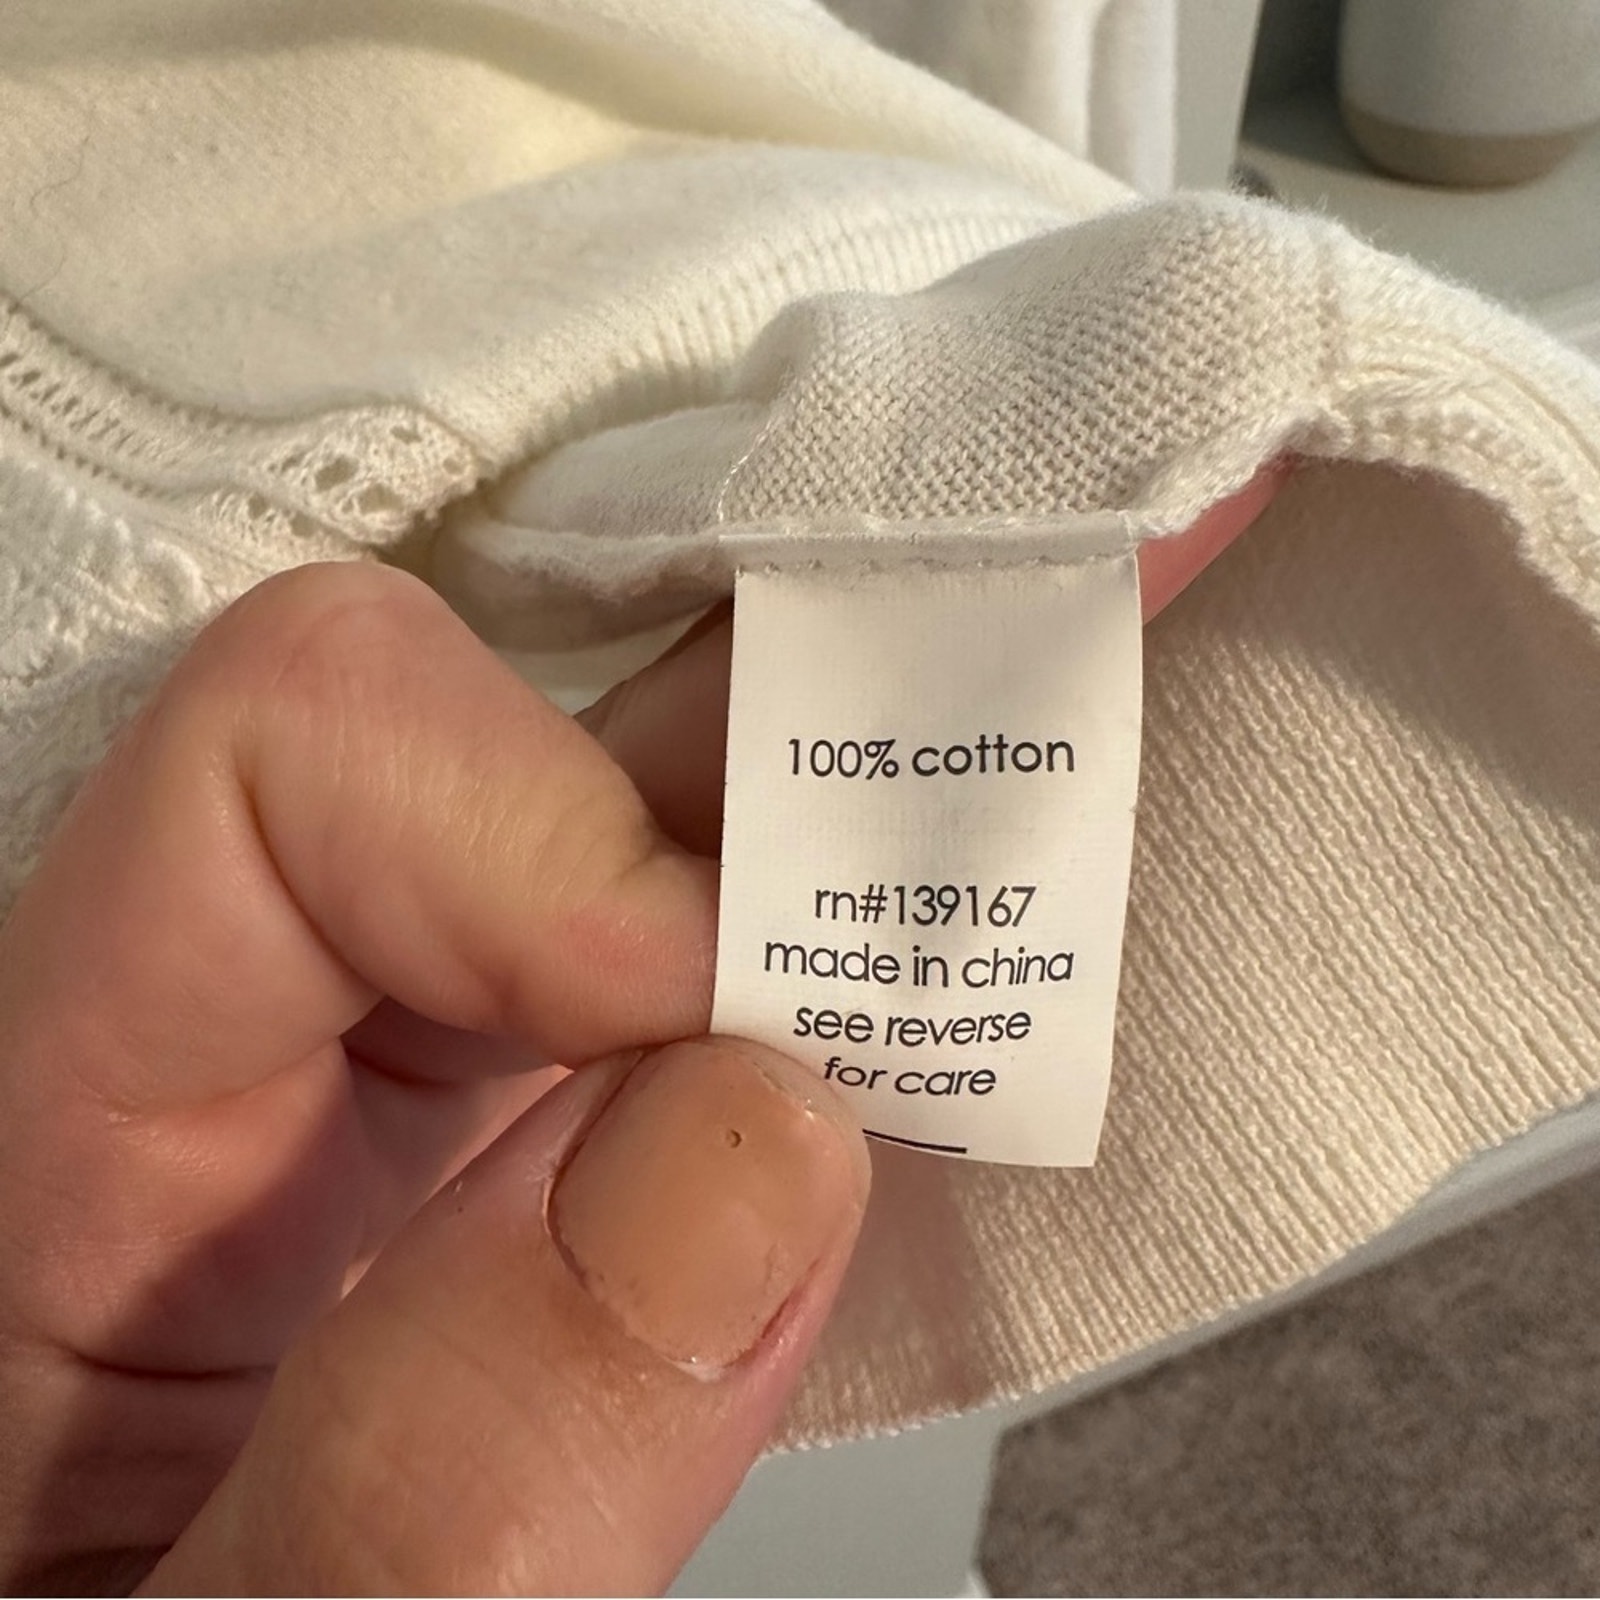 100% cotton
rn#139167
made in china
see reverse
for care